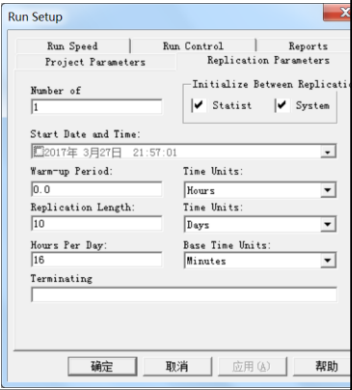 Run Setup
Run Speed Run Control Reports
Project Parameters Replication Parameters
Number of
1
Initialize Between Replicatio
Statist System
Start Date and Time:
2017年 3月27日 21:57:01
Warm-up Period: Time Units:
0.0 Hours
Replication Length: Time Units:
10 Days
Hours Per Day: Base Time Units:
16 Minutes
Terminating
确定 取消 应用(A) 帮助